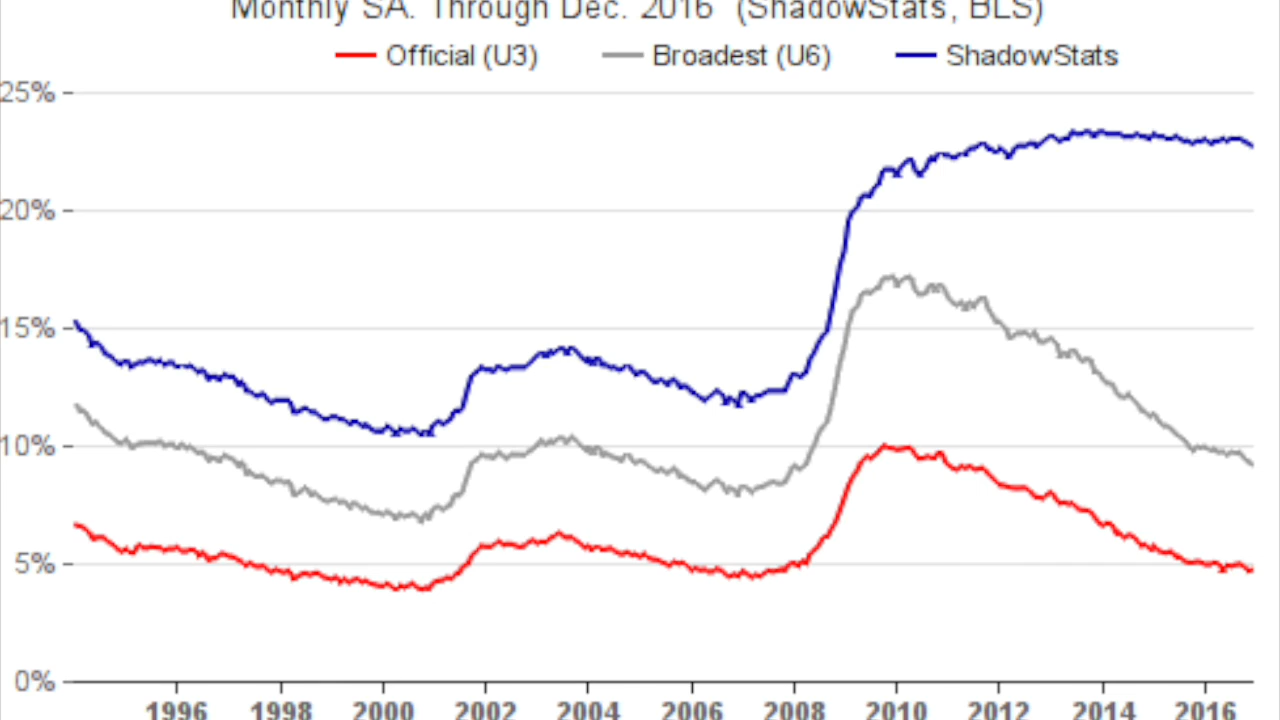 Monthly SA. Through Dec. 2016 (ShadowStats, BLS)
Official (U3) Broadest (U6) ShadowStats
25%
20%
15%
10%
5%
0%
1996 1998 2000 2002 2004 2006 2008 2010 2012 2014 2016